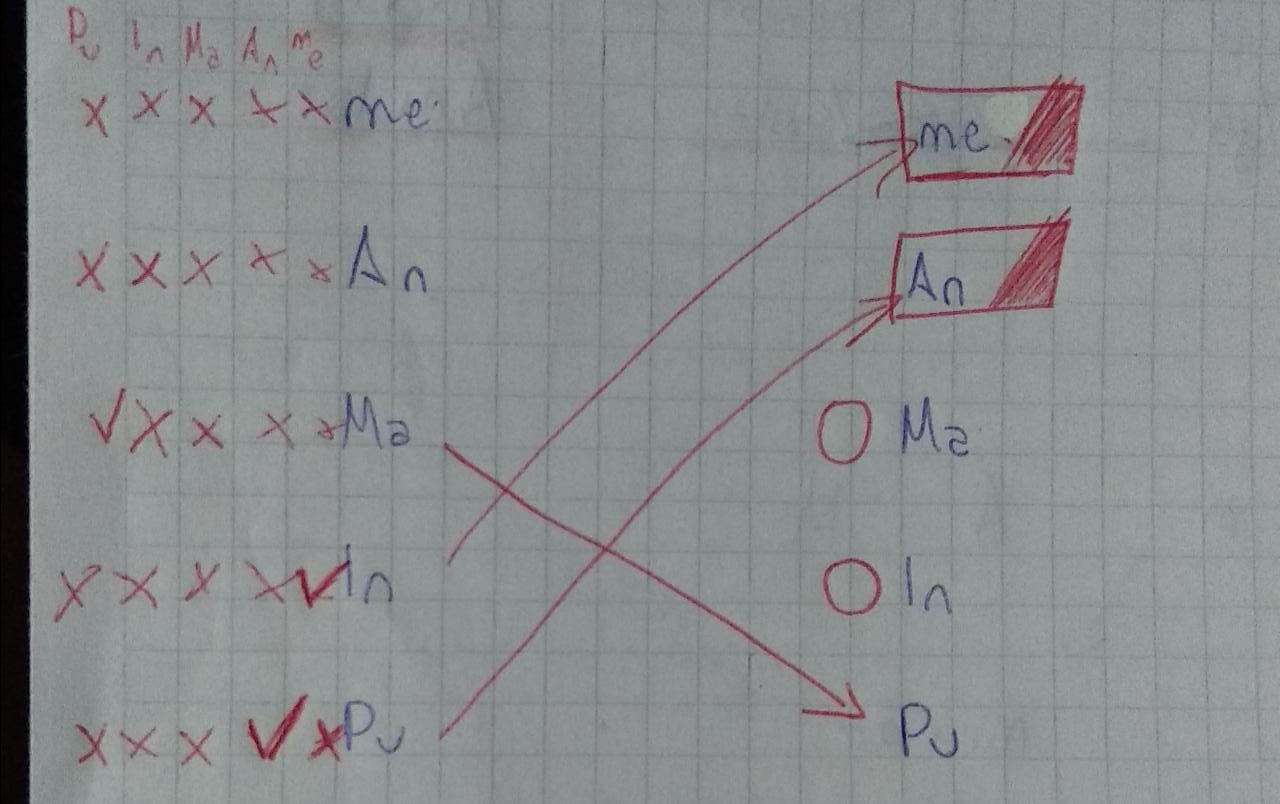 Pu In Ma An me
x x x x x me me
x x x x x An An
✓ x x x x Ma Ma
x x x x ✓ In In
x x x ✓ x Pu Pu